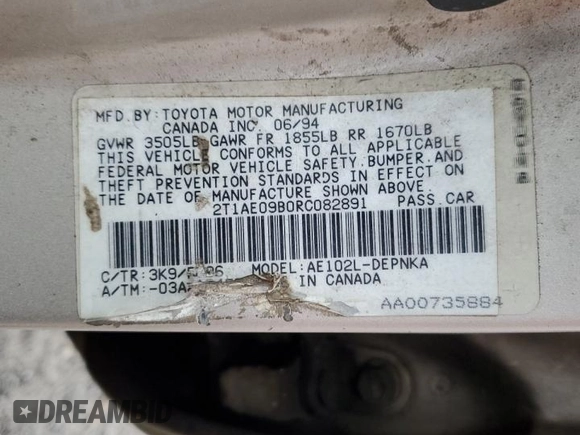 MFD. BY: TOYOTA MOTOR MANUFACTURING
CANADA INC. 06/94
GVWR 3505LB GAWR FR 1855LB RR 1670LB
THIS VEHICLE CONFORMS TO ALL APPLICABLE
FEDERAL MOTOR VEHICLE SAFETY, BUMPER, AND
THEFT PREVENTION STANDARDS IN EFFECT ON
THE DATE OF MANUFACTURE SHOWN ABOVE.
2T1AE09B0RC082891 PASS. CAR
C/TR: 3K9/ MODEL: AE102L-DEPNKA
A/TM: IN CANADA
AA00735884
DREAMBID